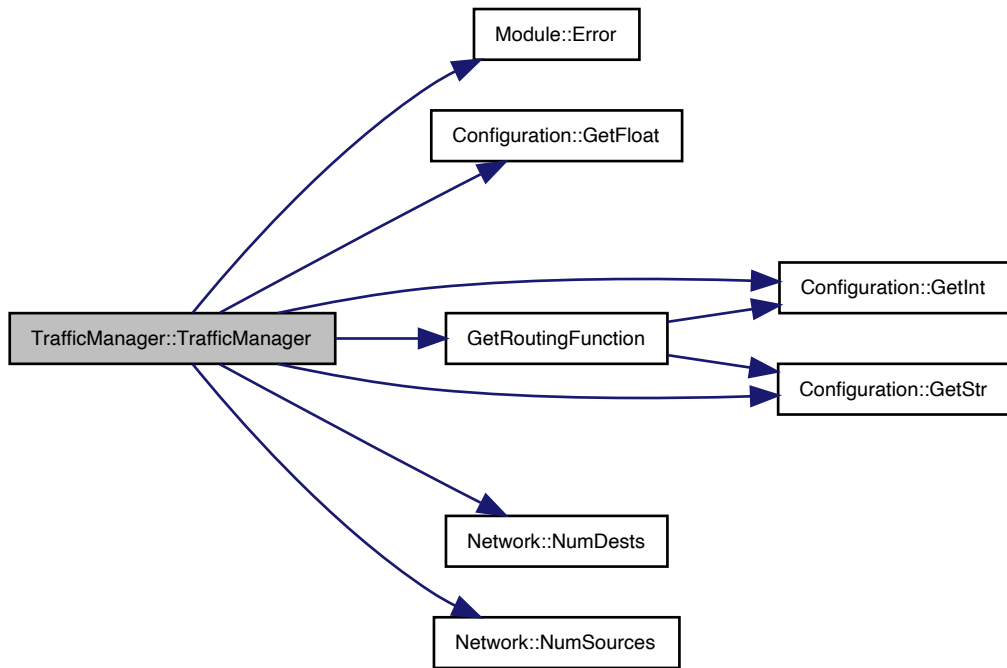 Module::Error
Configuration::GetFloat
Configuration::GetInt
TrafficManager::TrafficManager
GetRoutingFunction
Configuration::GetStr
Network::NumDests
Network::NumSources